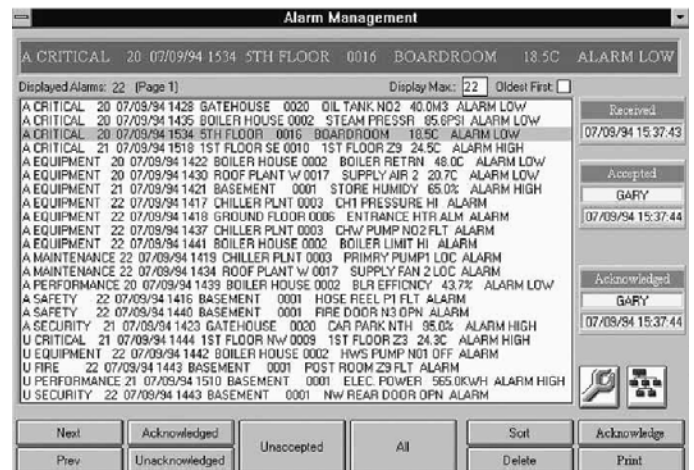 Alarm Management
A CRITICAL 20 07/09/94 1534 5TH FLOOR 0016 BOARDROOM 18.5C ALARM LOW
Displayed Alarms: 22 (Page 1) Display Max.: 22 Oldest First:
A CRITICAL 20 07/09/94 1428 GATEHOUSE 0020 OIL TANK NO2 40.0M3 ALARM LOW
A CRITICAL 20 07/09/94 1435 BOILER HOUSE 0002 STEAM PRESSR 85.6PSI ALARM LOW
A CRITICAL 20 07/09/94 1534 5TH FLOOR 0016 BOARDROOM 18.5C ALARM LOW
A CRITICAL 21 07/09/94 1518 1ST FLOOR SE 0010 1ST FLOOR Z9 24.5C ALARM HIGH
A EQUIPMENT 20 07/09/94 1422 BOILER HOUSE 0002 BOILER RETRN 48.0C ALARM LOW
A EQUIPMENT 20 07/09/94 1430 ROOF PLANT W 0017 SUPPLY AIR 2 20.7C ALARM LOW
A EQUIPMENT 21 07/09/94 1421 BASEMENT 0001 STORE HUMIDY 65.0% ALARM HIGH
A EQUIPMENT 22 07/09/94 1417 CHILLER PLNT 0003 CH1 PRESSURE HI ALARM
A EQUIPMENT 22 07/09/94 1418 GROUND FLOOR 0006 ENTRANCE HTR ALM ALARM
A EQUIPMENT 22 07/09/94 1437 CHILLER PLNT 0003 CHW PUMP NO2 FLT ALARM
A EQUIPMENT 22 07/09/94 1441 BOILER HOUSE 0002 BOILER LIMIT HI ALARM
A MAINTENANCE 22 07/09/94 1419 CHILLER PLNT 0003 PRIMRY PUMP1 LOC ALARM
A MAINTENANCE 22 07/09/94 1434 ROOF PLANT W 0017 SUPPLY FAN 2 LOC ALARM
A PERFORMANCE 20 07/09/94 1439 BOILER HOUSE 0002 BLR EFFICNCY 43.7% ALARM LOW
A SAFETY 22 07/09/94 1416 BASEMENT 0001 HOSE REEL P1 FLT ALARM
A SAFETY 22 07/09/94 1440 BASEMENT 0001 FIRE DOOR N3 OPN ALARM
A SECURITY 21 07/09/94 1423 GATEHOUSE 0020 CAR PARK NTH 95.0% ALARM HIGH
U CRITICAL 21 07/09/94 1444 1ST FLOOR NW 0009 1ST FLOOR Z3 24.3C ALARM HIGH
U EQUIPMENT 22 07/09/94 1442 BOILER HOUSE 0002 HWS PUMP N01 OFF ALARM
U FIRE 22 07/09/94 1443 BASEMENT 0001 POST ROOM Z9 FLT ALARM
U PERFORMANCE 21 07/09/94 1510 BASEMENT 0001 ELEC. POWER 565.0KWH ALARM HIGH
U SECURITY 22 07/09/94 1443 BASEMENT 0001 NW REAR DOOR OPN ALARM
Received
07/09/94 15:37:43
Accepted
GARY
07/09/94 15:37:44
Acknowledged
GARY
07/09/94 15:37:44
Next Acknowledged Unaccepted All Sort Acknowledge
Prev Unacknowledged Delete Print